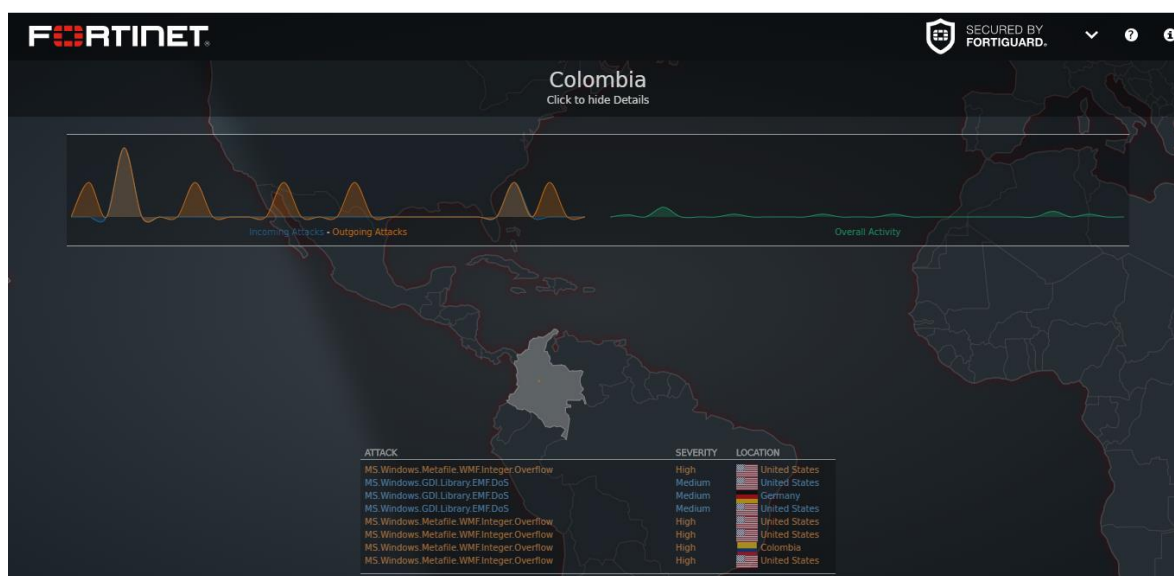 FORTINET
SECURED BY
FORTIGUARD.
Colombia
Click to hide Details
Incoming Attacks - Outgoing Attacks
Overall Activity
ATTACK SEVERITY LOCATION
MS.Windows.Metafile.WMF.Integer.Overflow High United States
MS.Windows.GDI.Library.EMF.DoS Medium United States
MS.Windows.GDI.Library.EMF.DoS Medium Germany
MS.Windows.GDI.Library.EMF.DoS Medium United States
MS.Windows.Metafile.WMF.Integer.Overflow High United States
MS.Windows.Metafile.WMF.Integer.Overflow High United States
MS.Windows.Metafile.WMF.Integer.Overflow High Colombia
MS.Windows.Metafile.WMF.Integer.Overflow High United States